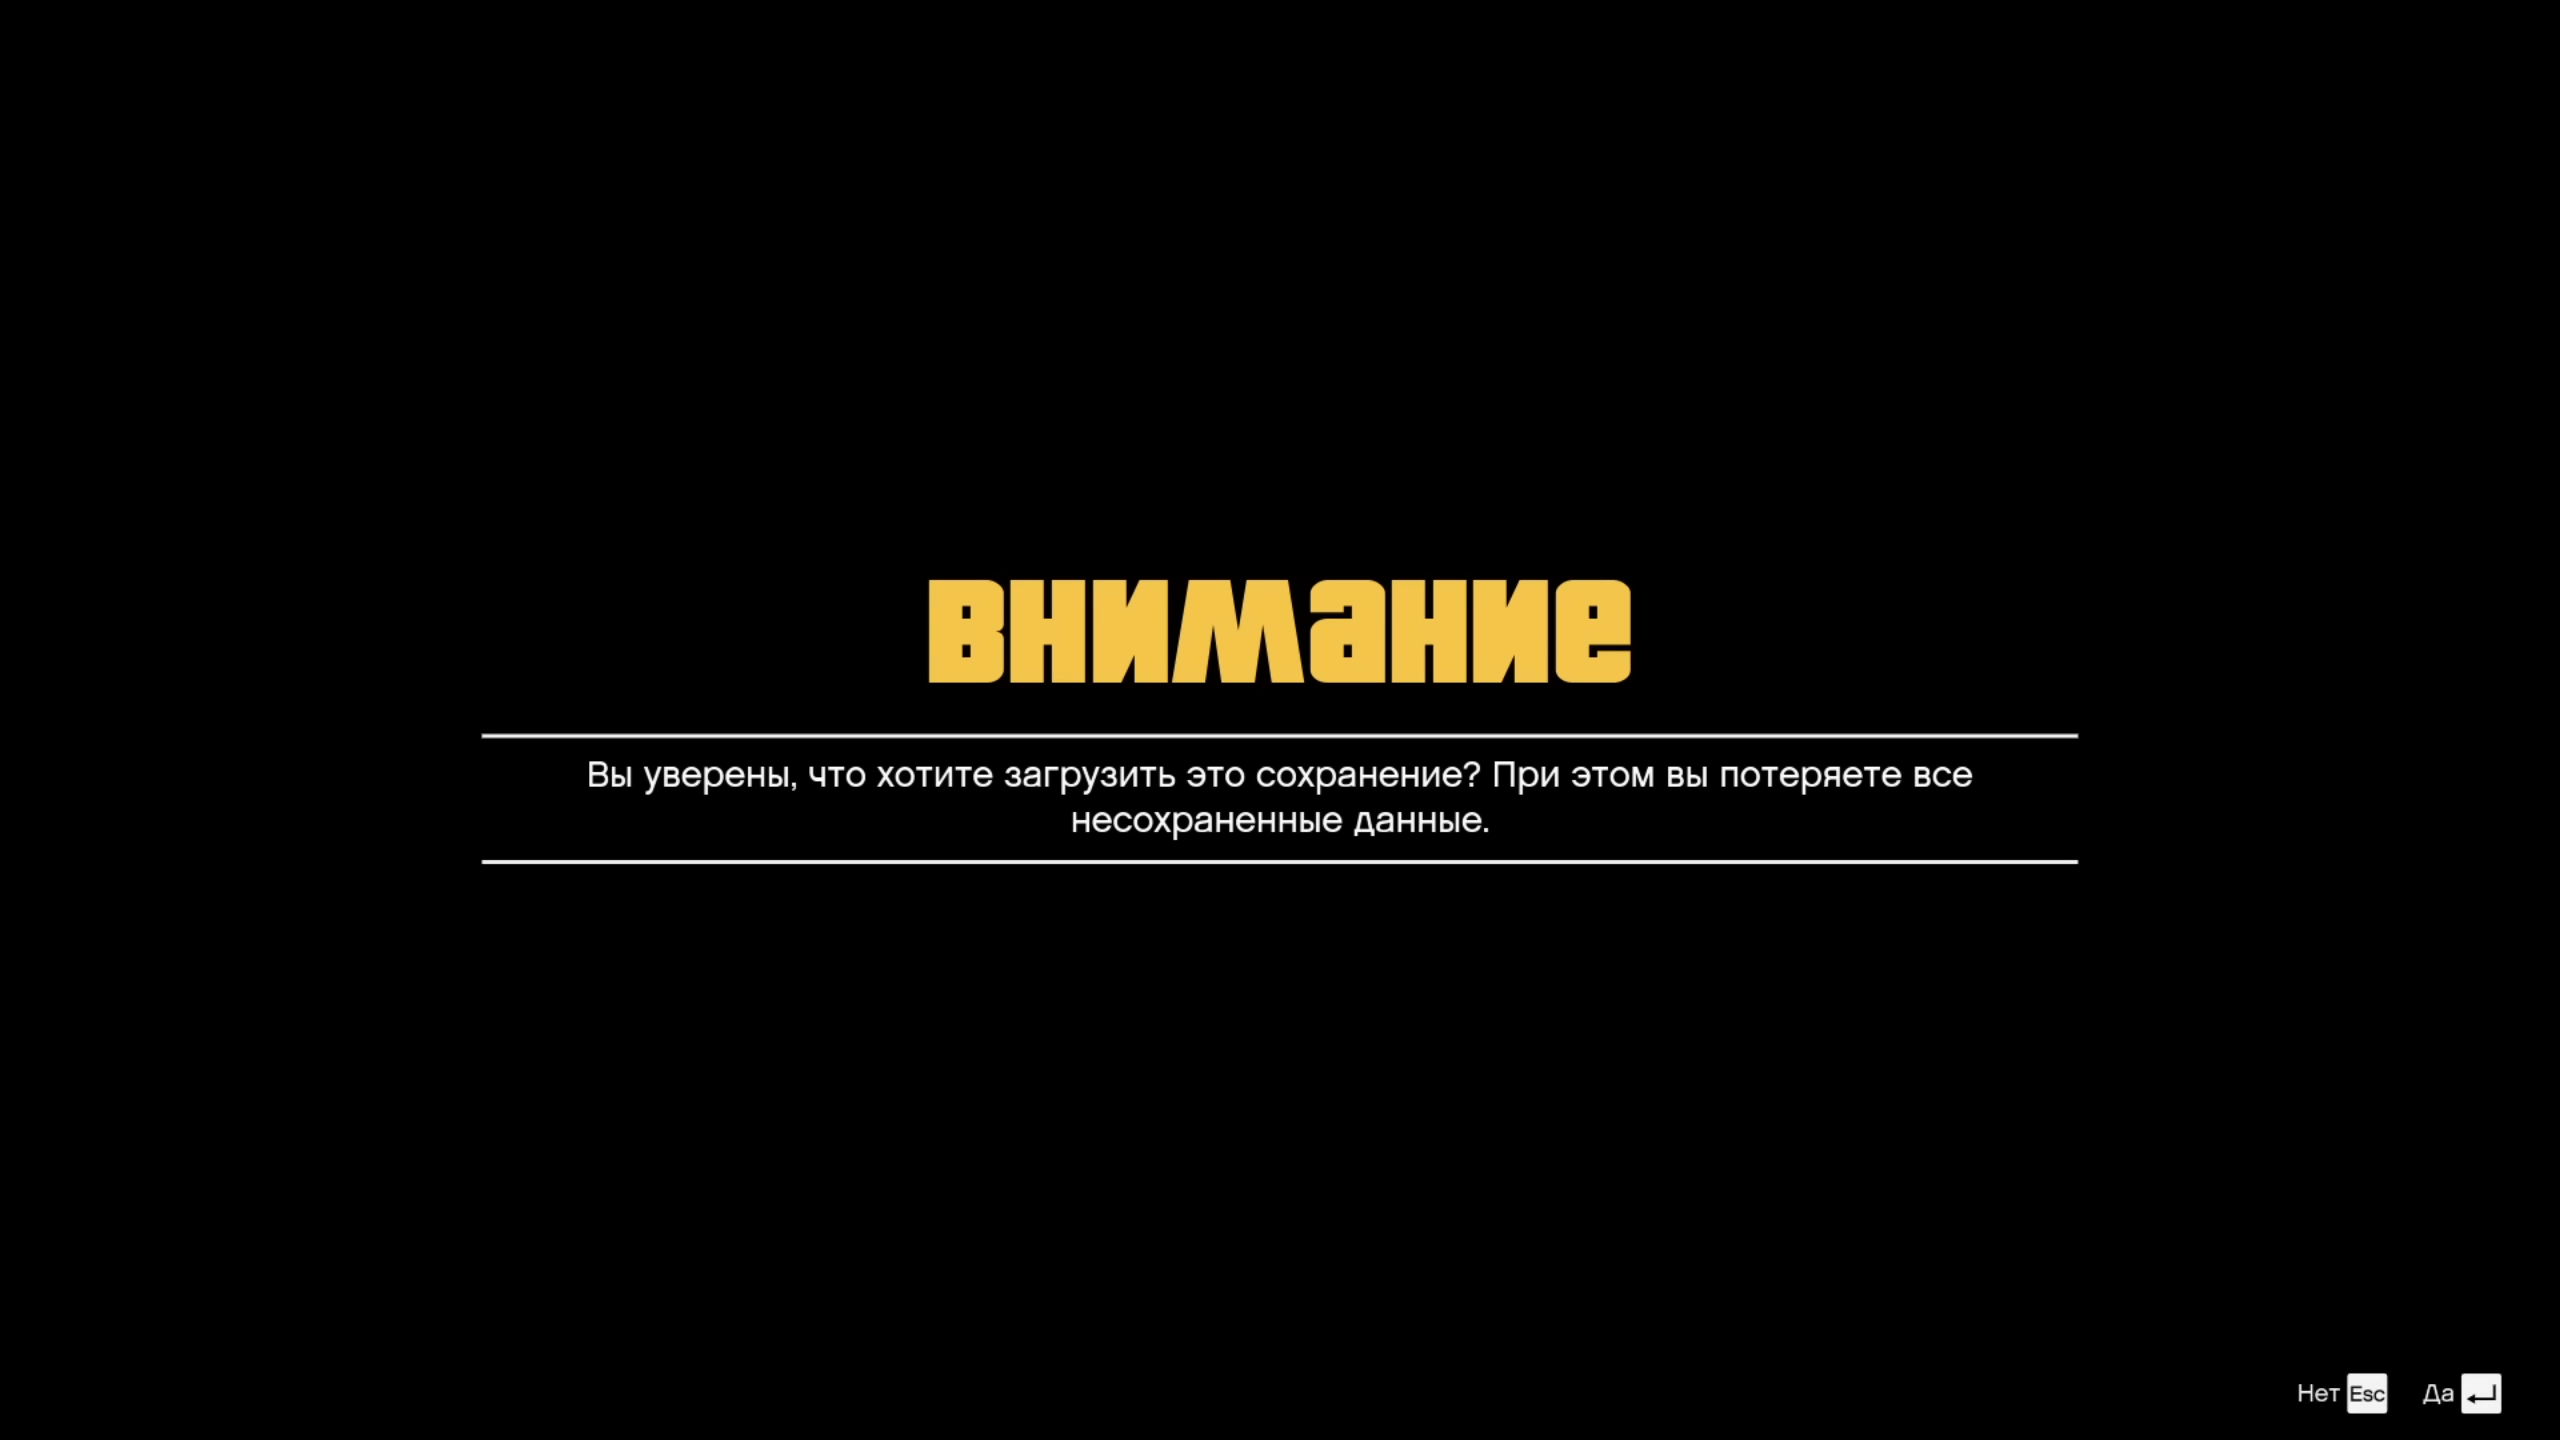 внимание
Вы уверены, что хотите загрузить это сохранение? При этом вы потеряете все
несохраненные данные.
Нет Esc Да